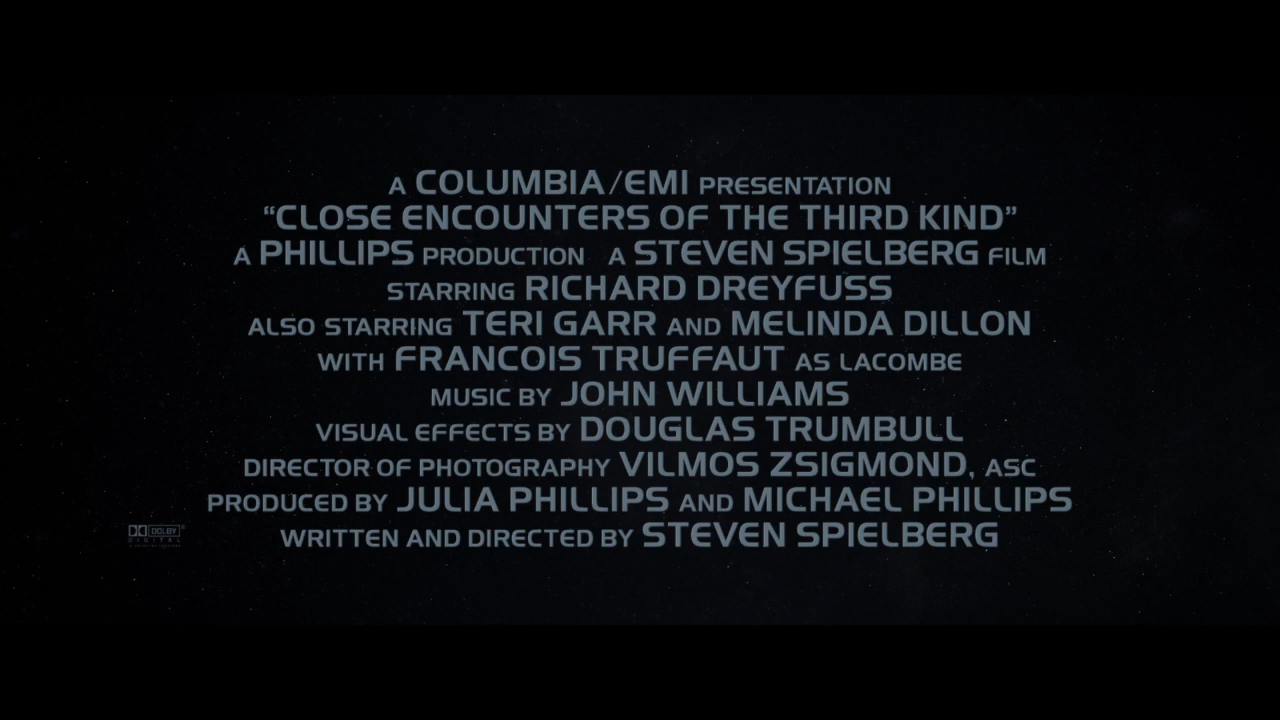 A COLUMBIA/EMI PRESENTATION
“CLOSE ENCOUNTERS OF THE THIRD KIND”
A PHILLIPS PRODUCTION A STEVEN SPIELBERG FILM
STARRING RICHARD DREYFUSS
ALSO STARRING TERI GARR AND MELINDA DILLON
WITH FRANCOIS TRUFFAUT AS LACOMBE
MUSIC BY JOHN WILLIAMS
VISUAL EFFECTS BY DOUGLAS TRUMBULL
DIRECTOR OF PHOTOGRAPHY VILMOS ZSIGMOND, ASC
PRODUCED BY JULIA PHILLIPS AND MICHAEL PHILLIPS
WRITTEN AND DIRECTED BY STEVEN SPIELBERG
DOLBY
DIGITAL